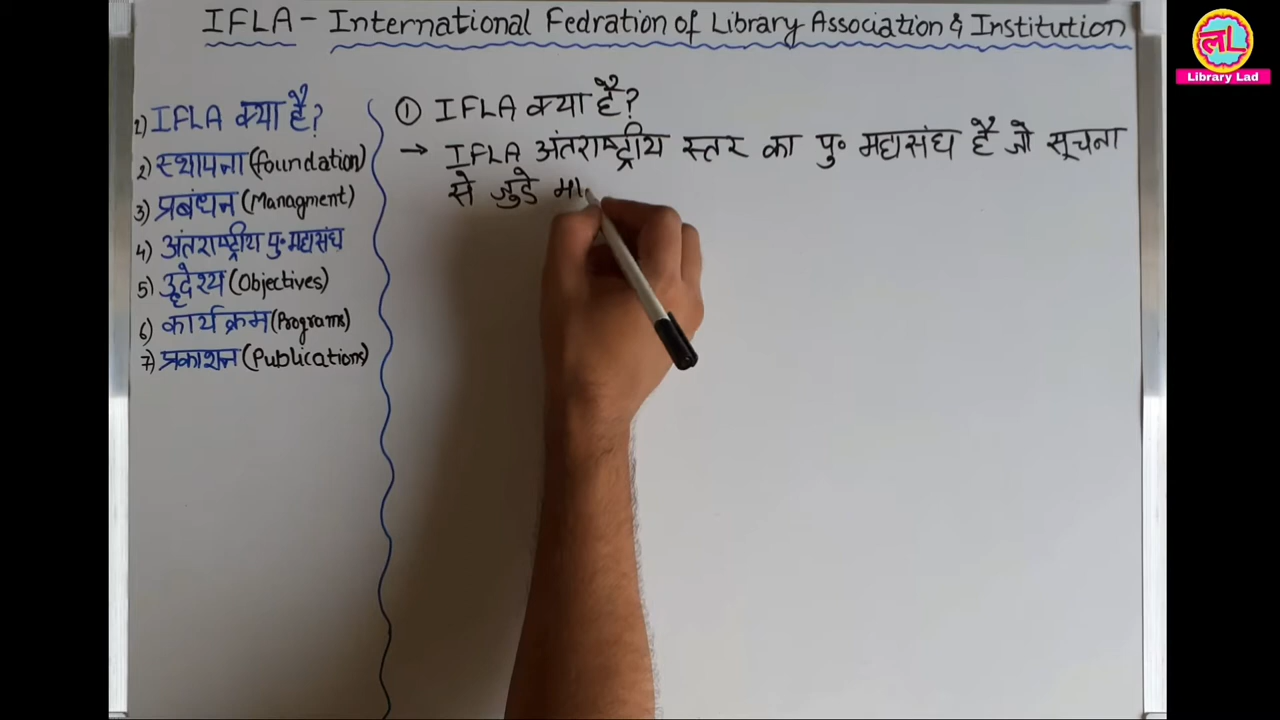 IFLA - International Fedration of Library Association & Institution
ला
Library Lad
1) IFLA क्या है?
2) स्थापना (foundation)
3) प्रबंधन (Managment)
4) अंतराष्ट्रीय पु॰ महासंघ
5) उद्देश्य (Objectives)
6) कार्यक्रम (Programs)
7) प्रकाशन (Publications)
① IFLA क्या है?
→ IFLA अंतराष्ट्रीय स्तर का पु॰ महासंघ है जो सूचना
से जुडे मा